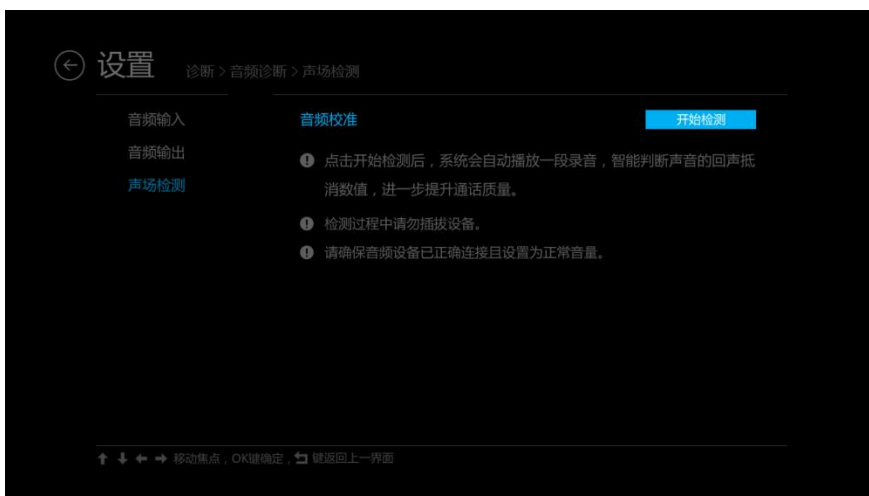 设置 诊断 > 音频诊断 > 声场检测
音频输入
音频输出
声场检测
音频校准 开始检测
点击开始检测后，系统会自动播放一段录音，智能判断声音的回声抵
消数值，进一步提升通话质量。
检测过程中请勿插拔设备。
请确保音频设备已正确连接且设置为正常音量。
移动焦点，OK键确定， 键返回上一界面